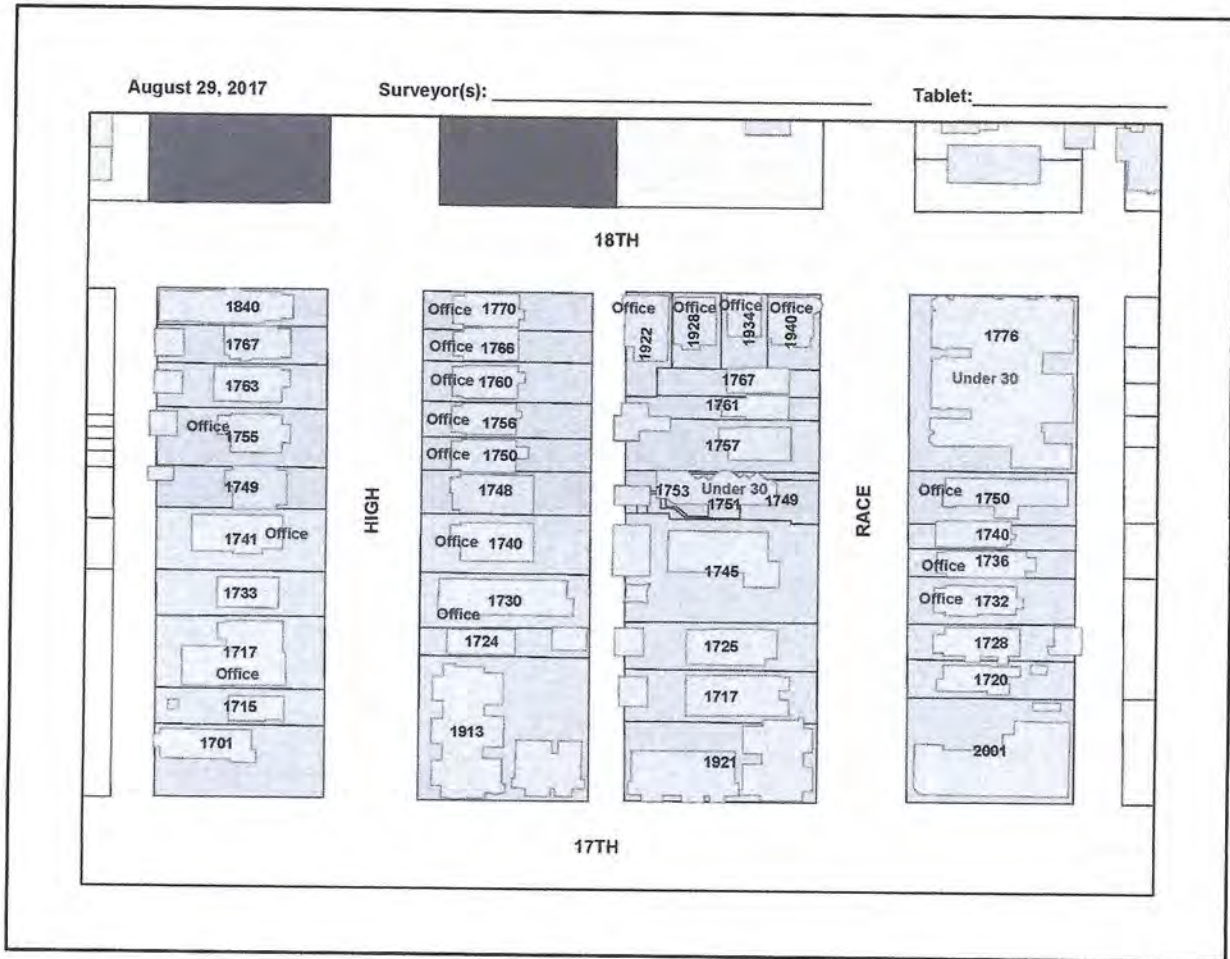 August 29, 2017 Surveyor(s): Tablet:
18TH
1840
1767
1763
Office
1755
1749
1741 Office
1733
1717
Office
1715
1701
HIGH
Office 1770
Office 1766
Office 1760
Office 1756
Office 1750
1748
Office 1740
1730
Office
1724
1913
Office Office Office Office
1922 1928 1934 1940
1767
1761
1757
1753 Under 30 1749
1751
1745
1725
1717
1921
RACE
1776
Under 30
Office 1750
1740
Office 1736
Office 1732
1728
1720
2001
17TH